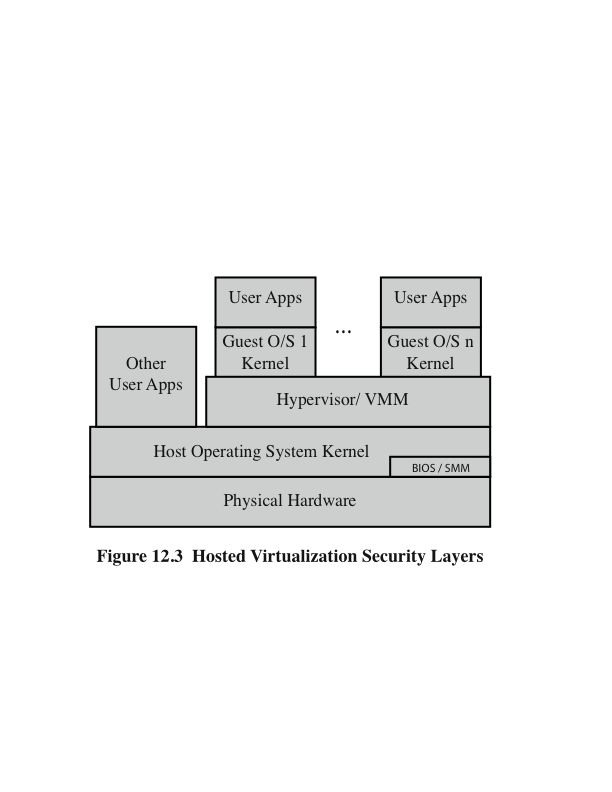 User Apps
User Apps
...
Guest O/S 1
Kernel
Guest O/S n
Kernel
Other
User Apps
Hypervisor/ VMM
Host Operating System Kernel
BIOS / SMM
Physical Hardware
Figure 12.3 Hosted Virtualization Security Layers